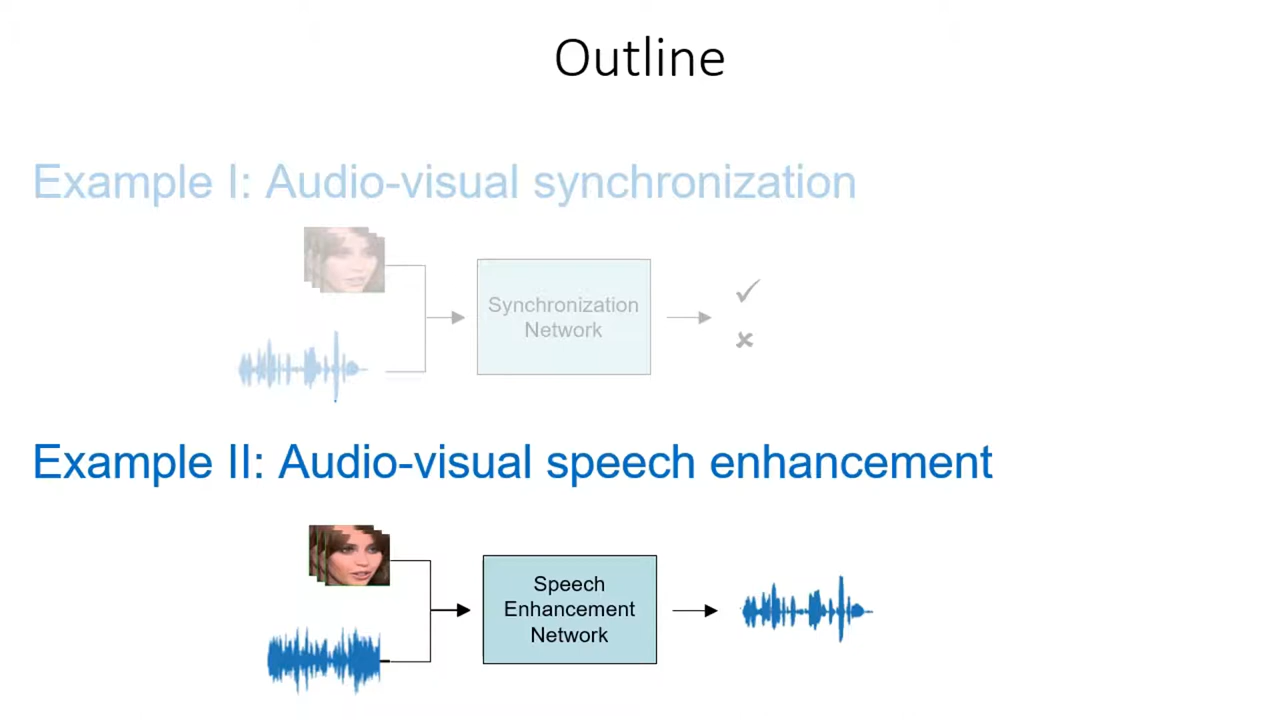 Outline
Example I: Audio-visual synchronization
Synchronization
Network
Example II: Audio-visual speech enhancement
Speech
Enhancement
Network